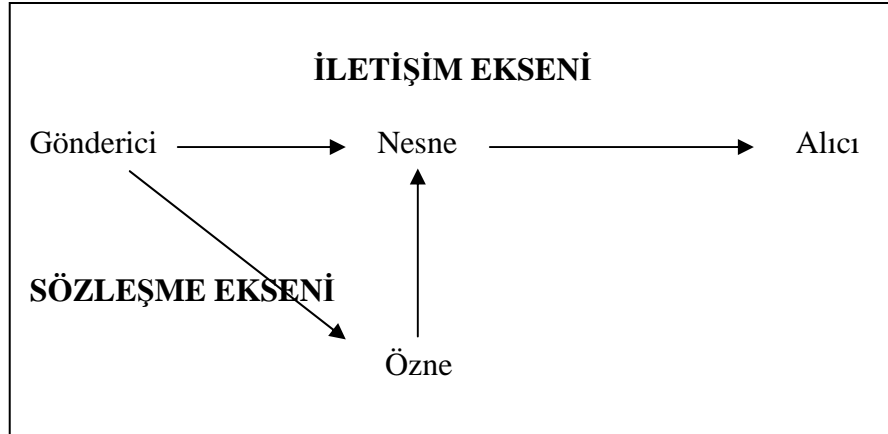 İLETİŞİM EKSENİ
Gönderici Nesne Alıcı
SÖZLEŞME EKSENİ
Özne